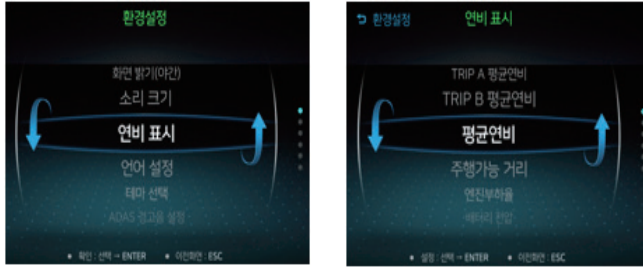 환경설정
화면 밝기(야간)
소리 크기
연비 표시
언어 설정
테마 선택
ADAS 경고음 설정
• 확인 : 선택 → ENTER • 이전화면 : ESC
환경설정 연비 표시
TRIP A 평균연비
TRIP B 평균연비
평균연비
주행가능 거리
엔진부하율
배터리 전압
• 설정 : 선택 → ENTER • 이전화면 : ESC